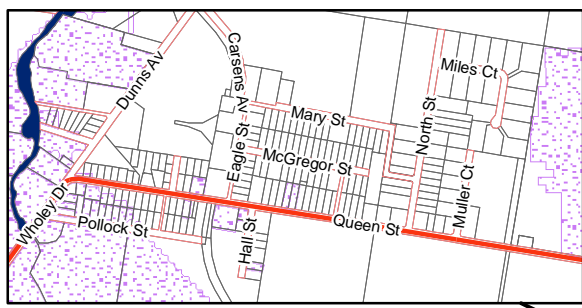 Carsens Av
Miles Ct
Dunns Av
Mary St
North St
Eagle St
McGregor St
Muller Ct
Wholey Dr
Pollock St
Hall St
Queen St